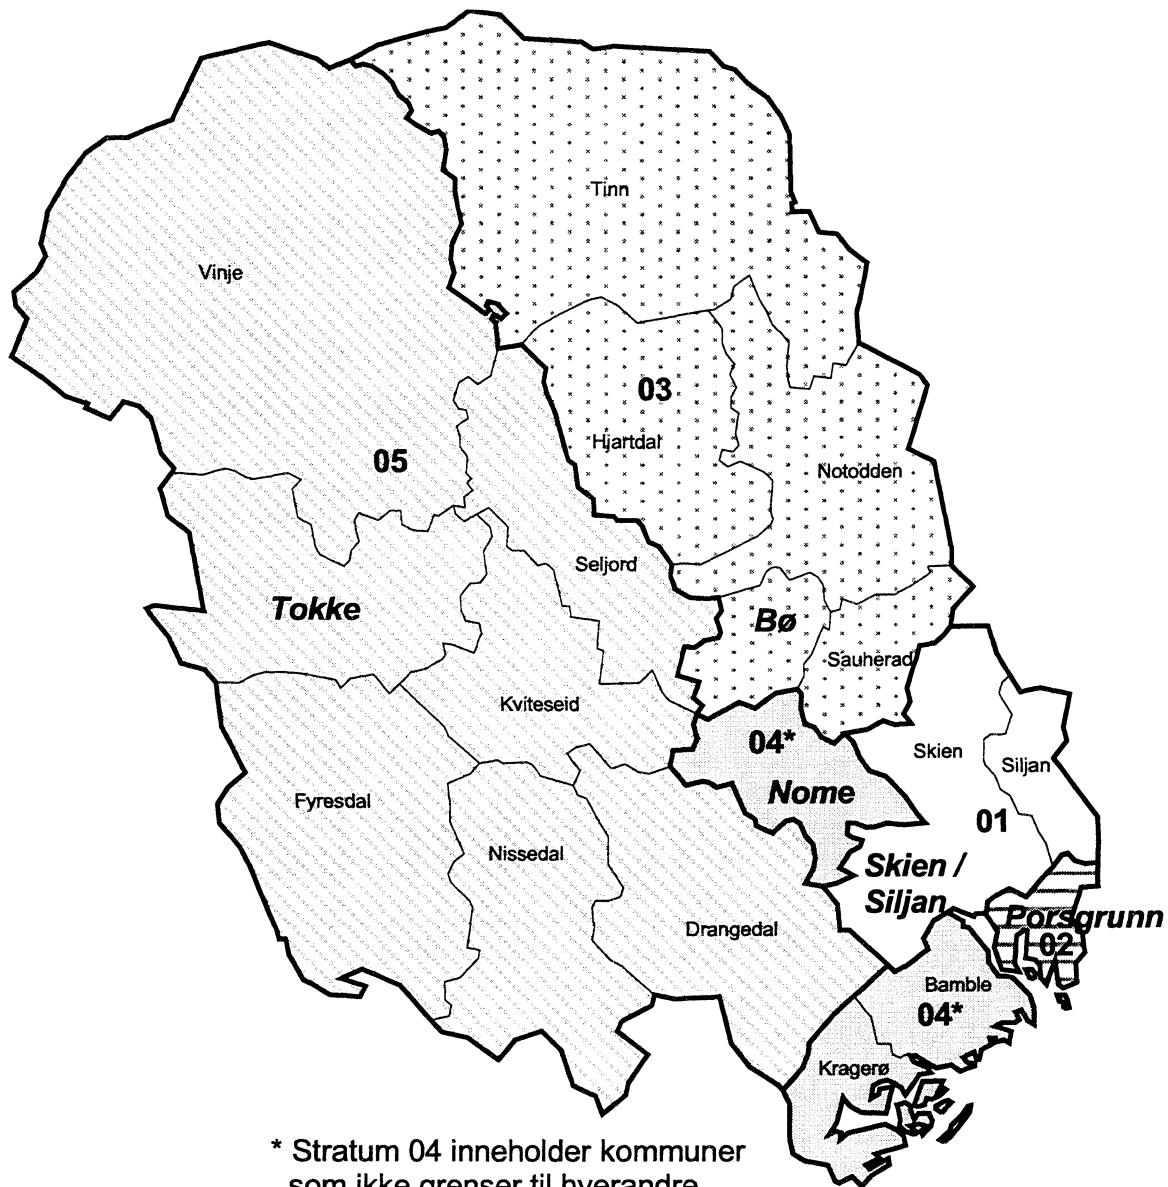 Tinn
Vinje
03
Hjartdal
05
Notodden
Seljord
Tokke
Bø
Sauherad
Kviteseid
04*
Skien
Siljan
Nome
Fyresdal
01
Nissedal
Skien /
Siljan
Porsgrunn
02
Drangedal
Bamble
04*
Kragerø
* Stratum 04 inneholder kommuner
som ikke grenser til hverandre